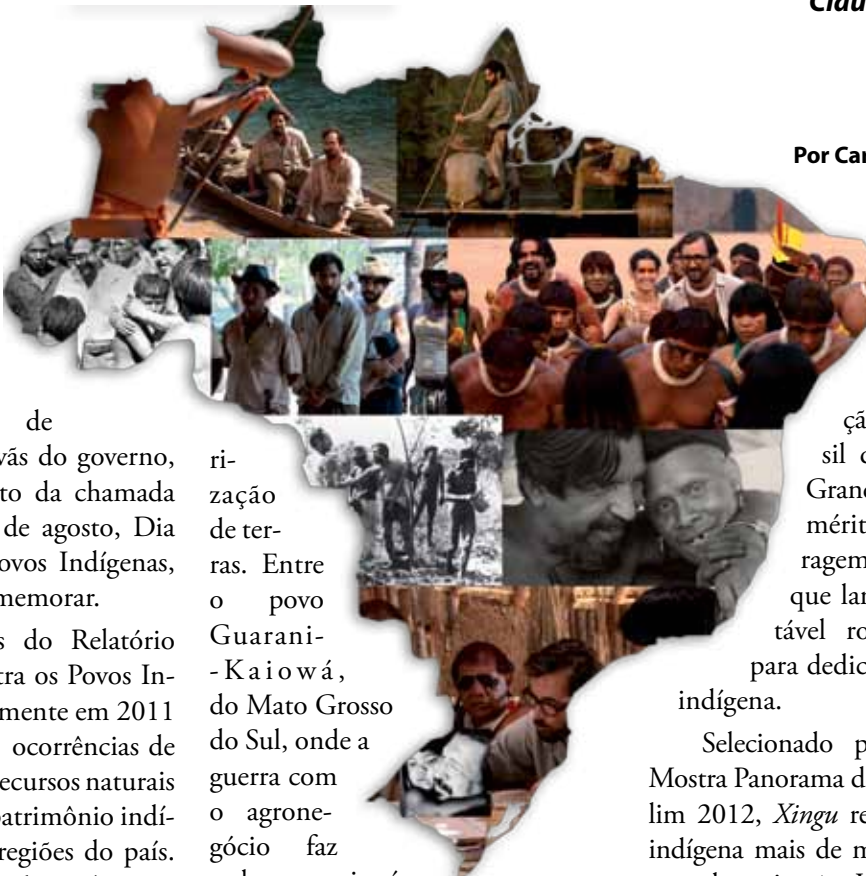 Clau
Por Car
de
vás do governo,
to da chamada
de agosto, Dia
ovos Indígenas,
memorar.
s do Relatório
tra os Povos In-
mente em 2011
ocorrências de
ecursos naturais
patrimônio indí-
regiões do país.
ri-
zação
de ter-
ras. Entre
o povo
Guarani-
-Kaiowá,
do Mato Grosso
do Sul, onde a
guerra com
o agrone-
gócio faz
çã
sil d
Grand
mérit
ragem
que lan
tável ro
para dedic
indígena.
Selecionado p
Mostra Panorama d
lim 2012, Xingu re
indígena mais de m